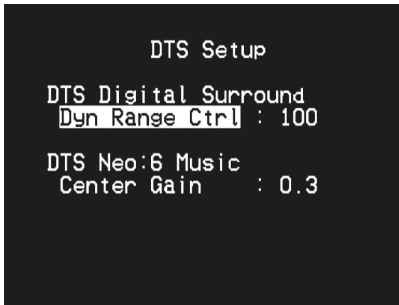 DTS Setup
DTS Digital Surround
Dyn Range Ctrl : 100
DTS Neo:6 Music
Center Gain : 0.3